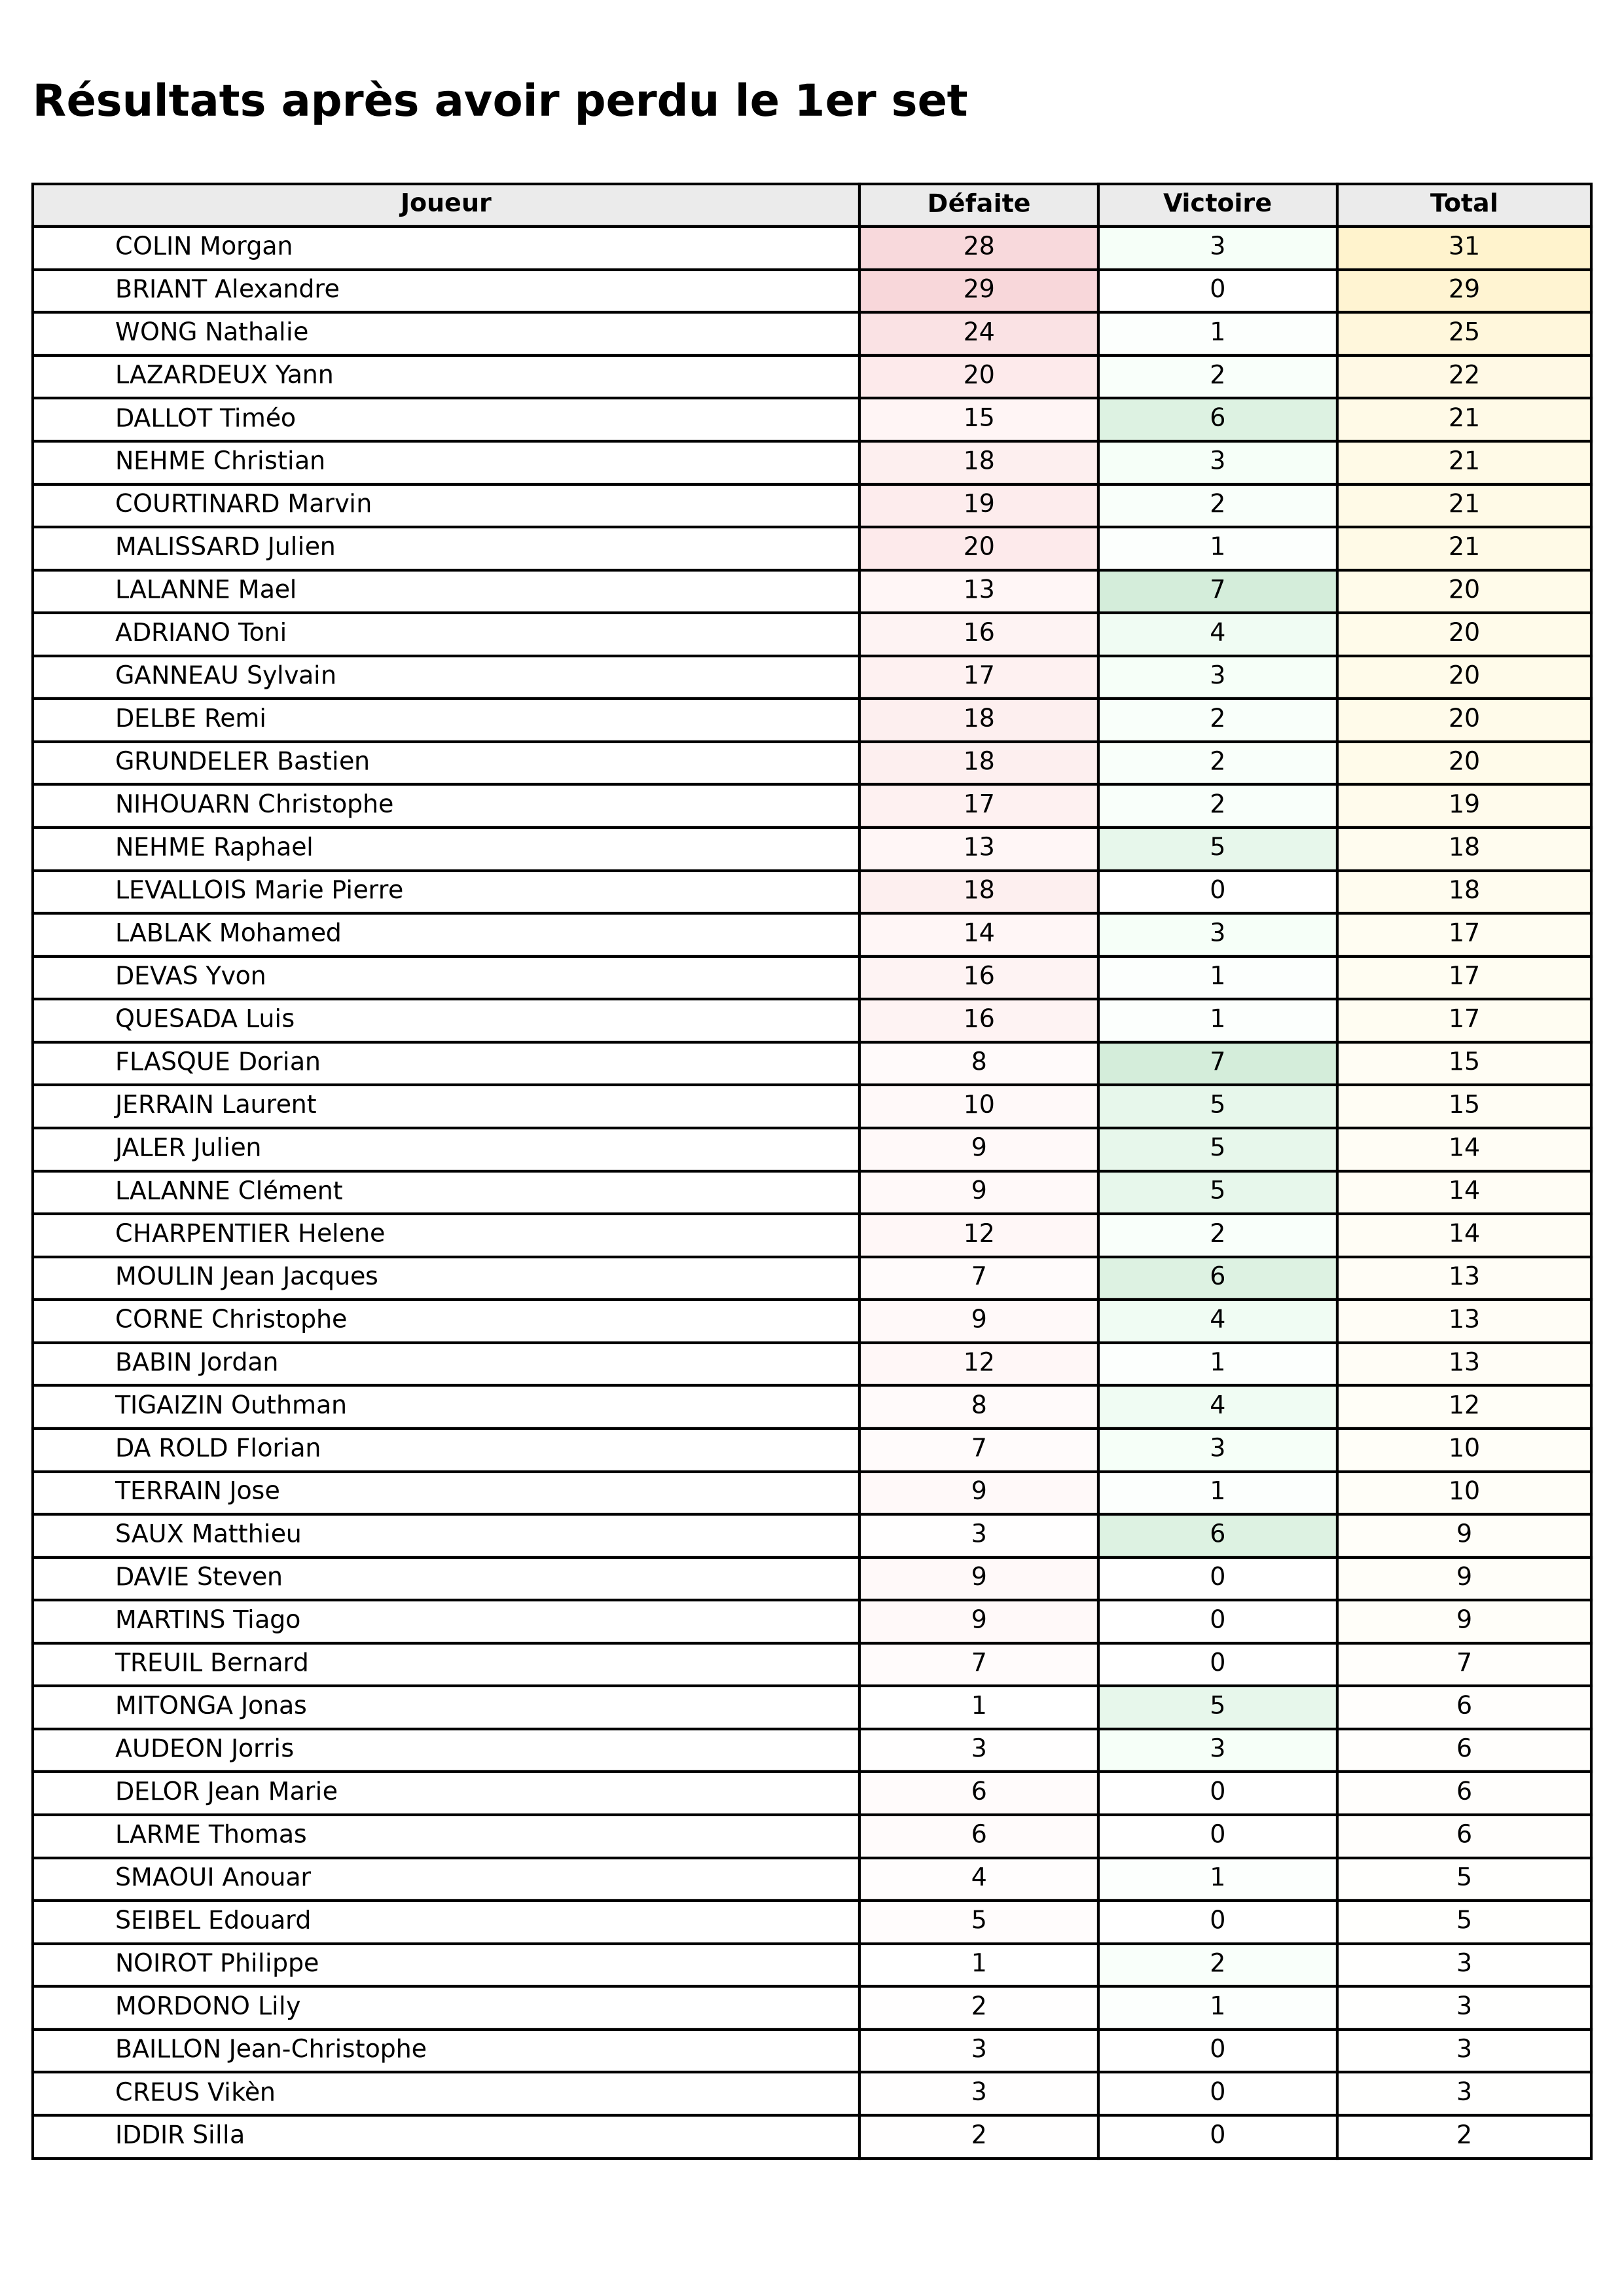 Résultats après avoir perdu le 1er set
Joueur Défaite Victoire Total
COLIN Morgan 28 3 31
BRIANT Alexandre 29 0 29
WONG Nathalie 24 1 25
LAZARDEUX Yann 20 2 22
DALLOT Timéo 15 6 21
NEHME Christian 18 3 21
COURTINARD Marvin 19 2 21
MALISSARD Julien 20 1 21
LALANNE Mael 13 7 20
ADRIANO Toni 16 4 20
GANNEAU Sylvain 17 3 20
DELBE Remi 18 2 20
GRUNDELER Bastien 18 2 20
NIHOUARN Christophe 17 2 19
NEHME Raphael 13 5 18
LEVALLOIS Marie Pierre 18 0 18
LABLAK Mohamed 14 3 17
DEVAS Yvon 16 1 17
QUESADA Luis 16 1 17
FLASQUE Dorian 8 7 15
JERRAIN Laurent 10 5 15
JALER Julien 9 5 14
LALANNE Clément 9 5 14
CHARPENTIER Helene 12 2 14
MOULIN Jean Jacques 7 6 13
CORNE Christophe 9 4 13
BABIN Jordan 12 1 13
TIGAIZIN Outhman 8 4 12
DA ROLD Florian 7 3 10
TERRAIN Jose 9 1 10
SAUX Matthieu 3 6 9
DAVIE Steven 9 0 9
MARTINS Tiago 9 0 9
TREUIL Bernard 7 0 7
MITONGA Jonas 1 5 6
AUDEON Jorris 3 3 6
DELOR Jean Marie 6 0 6
LARME Thomas 6 0 6
SMAOUI Anouar 4 1 5
SEIBEL Edouard 5 0 5
NOIROT Philippe 1 2 3
MORDONO Lily 2 1 3
BAILLON Jean-Christophe 3 0 3
CREUS Vikèn 3 0 3
IDDIR Silla 2 0 2